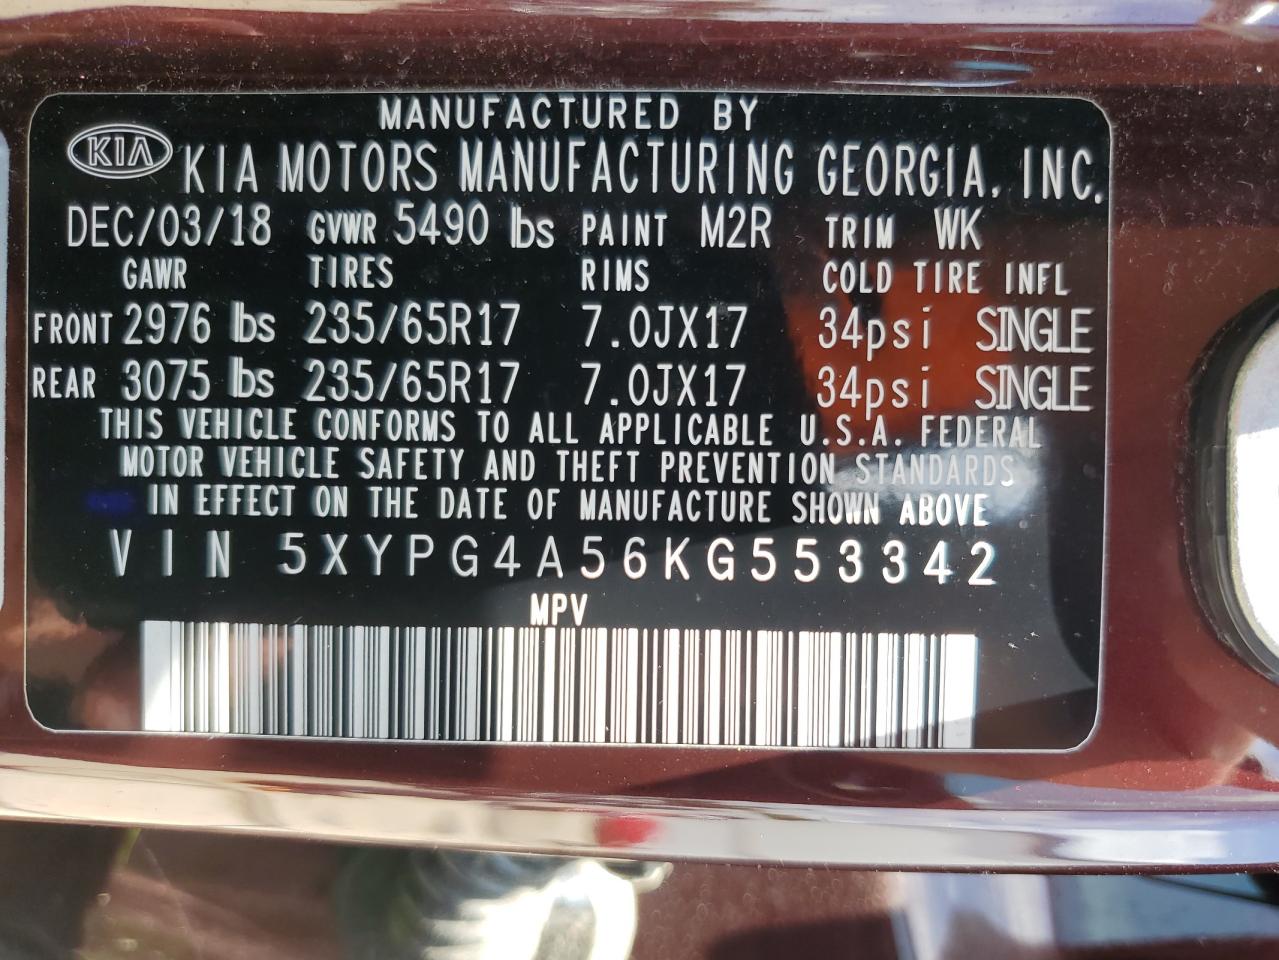 MANUFACTURED BY
KIA KIA MOTORS MANUFACTURING GEORGIA, INC.
DEC/03/18 GVWR 5490 lbs PAINT M2R TRIM WK
GAWR TIRES RIMS COLD TIRE INFL
FRONT 2976 lbs 235/65R17 7.0JX17 34psi SINGLE
REAR 3075 lbs 235/65R17 7.0JX17 34psi SINGLE
THIS VEHICLE CONFORMS TO ALL APPLICABLE U.S.A. FEDERAL
MOTOR VEHICLE SAFETY AND THEFT PREVENTION STANDARDS
IN EFFECT ON THE DATE OF MANUFACTURE SHOWN ABOVE
VIN 5XYPG4A56KG553342
MPV